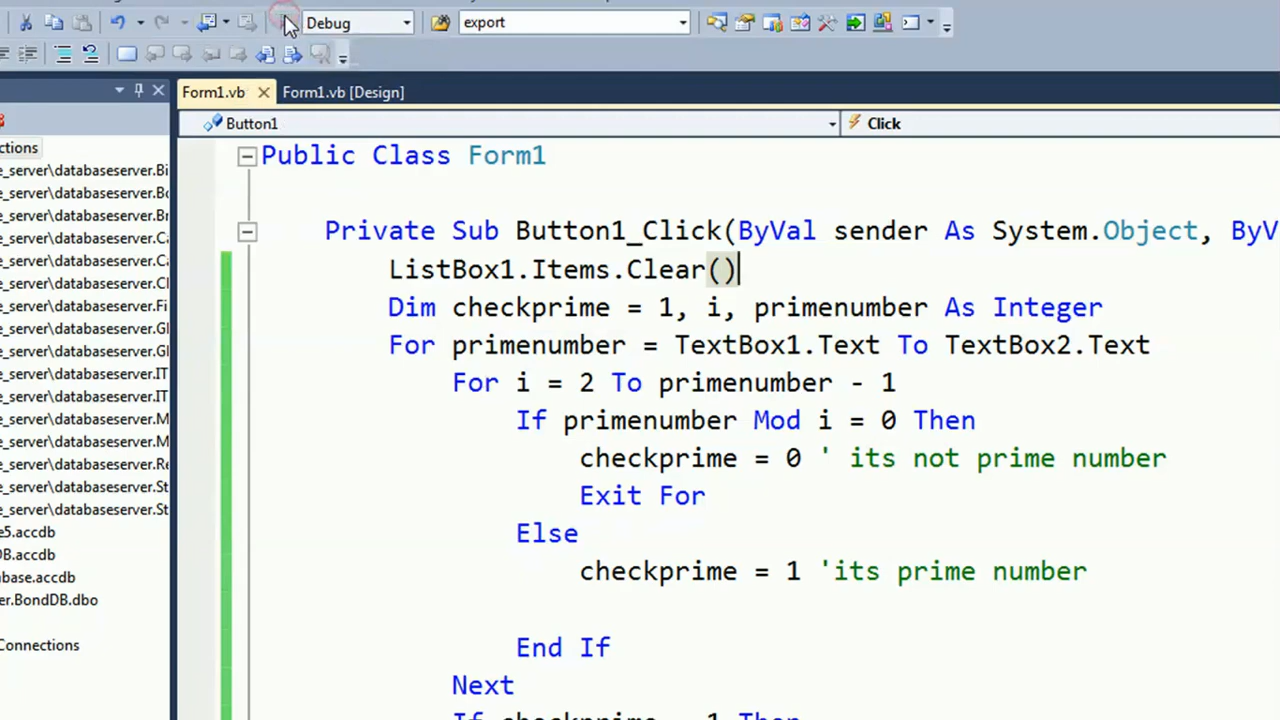 Debug
export
Form1.vb
Form1.vb [Design]
Button1
Click
ctions
Public Class Form1
e_server\databaseserver.Bi
e_server\databaseserver.Bo
e_server\databaseserver.Br
Private Sub Button1_Click(ByVal sender As System.Object, ByV
e_server\databaseserver.Ca
e_server\databaseserver.Ca
ListBox1.Items.Clear()
e_server\databaseserver.Ca
e_server\databaseserver.Fi
Dim checkprime = 1, i, primenumber As Integer
e_server\databaseserver.Gl
e_server\databaseserver.Gl
For primenumber = TextBox1.Text To TextBox2.Text
e_server\databaseserver.IT
For i = 2 To primenumber - 1
e_server\databaseserver.IT
e_server\databaseserver.M
If primenumber Mod i = 0 Then
e_server\databaseserver.M
e_server\databaseserver.Re
checkprime = 0 ' its not prime number
e_server\databaseserver.St
Exit For
e_server\databaseserver.St
e5.accdb
Else
DB.accdb
checkprime = 1 'its prime number
base.accdb
er.BondDB.dbo
Connections
End If
Next
If checkprime = 1 Then